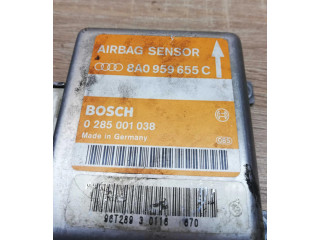 AIRBAG SENSOR
8A0 959 655 C
BOSCH
0 285 001 038
Made in Germany